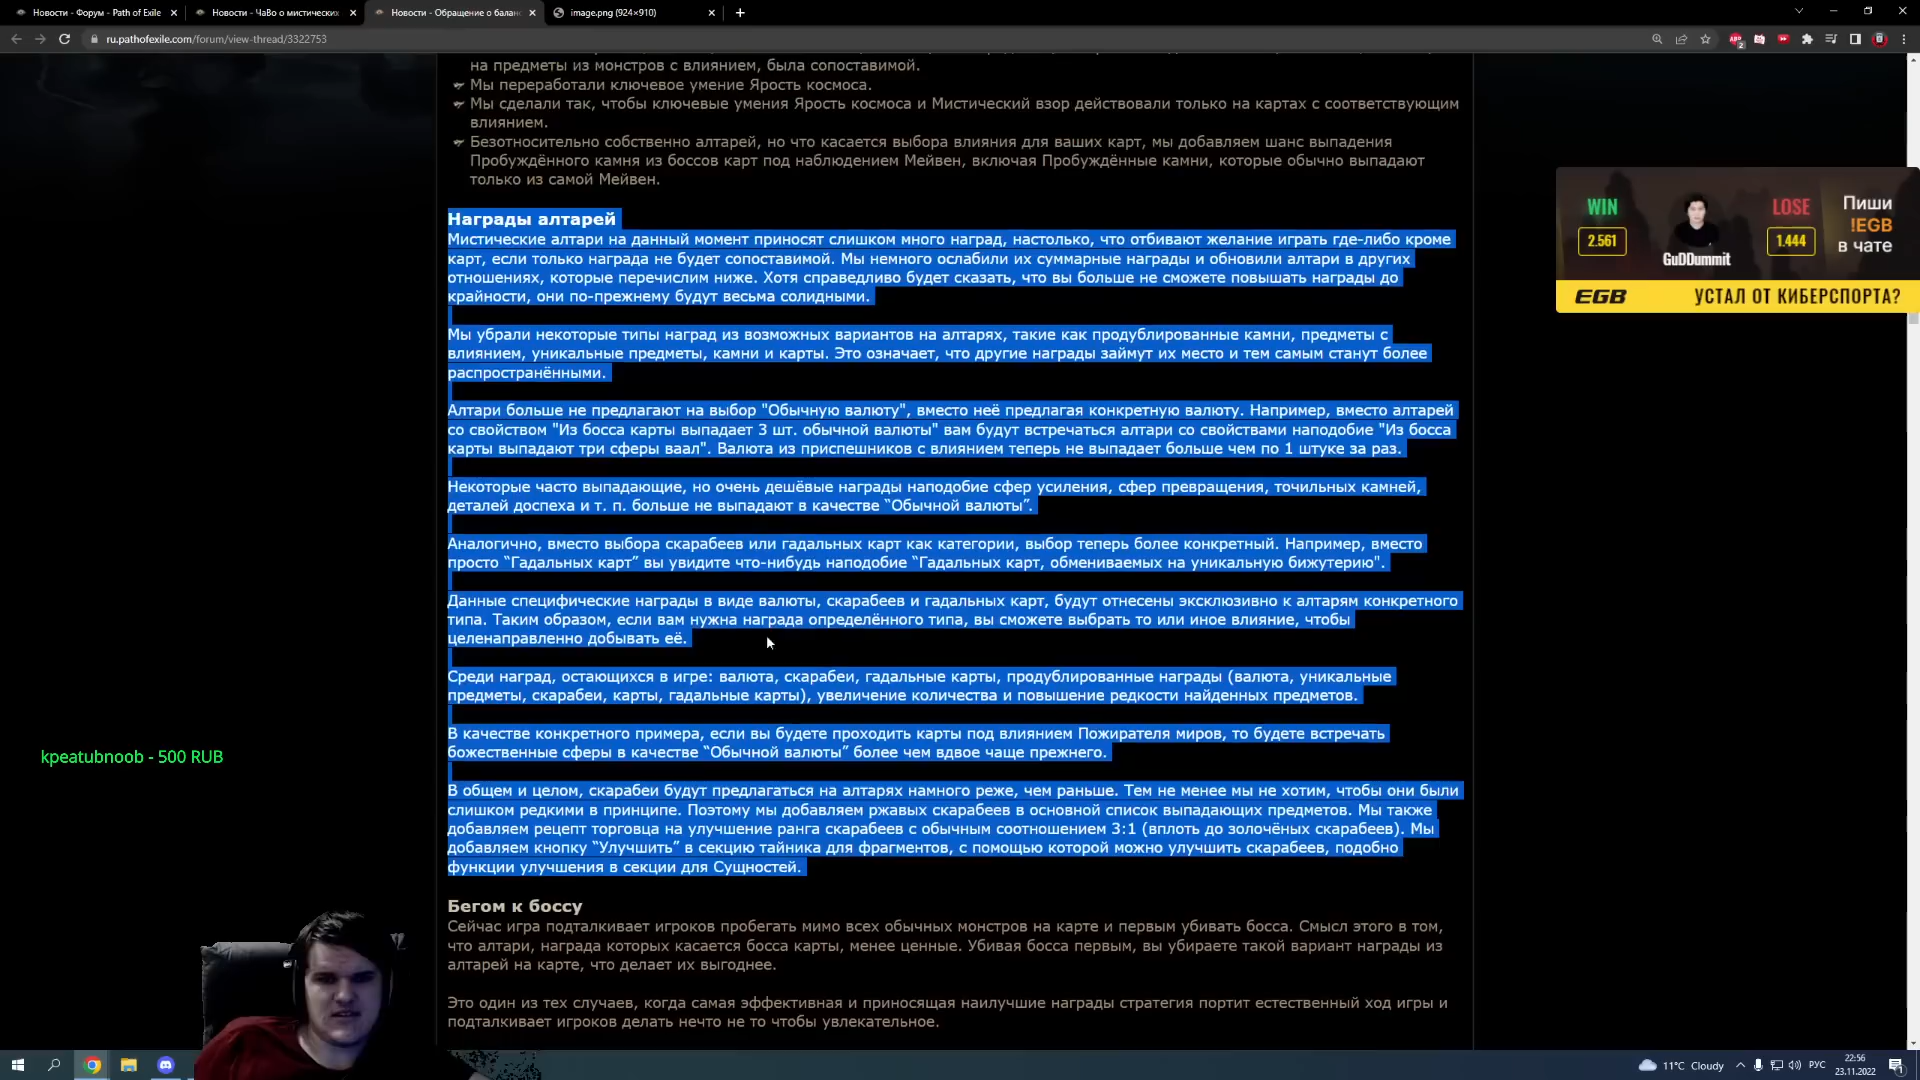 Новости - Форум - Path of Exile
Новости - ЧаВо о мистических
Новости - Обращение о балан
image.png (924×910)
ru.pathofexile.com/forum/view-thread/3322753
на предметы из монстров с влиянием, была сопоставимой.
Мы переработали ключевое умение Ярость космоса.
Мы сделали так, чтобы ключевые умения Ярость космоса и Мистический взор действовали только на картах с соответствующим
влиянием.
Безотносительно собственно алтарей, но что касается выбора влияния для ваших карт, мы добавляем шанс выпадения
Пробуждённого камня из боссов карт под наблюдением Мейвен, включая Пробуждённые камни, которые обычно выпадают
только из самой Мейвен.
Награды алтарей
Мистические алтари на данный момент приносят слишком много наград, настолько, что отбивают желание играть где-либо кроме
карт, если только награда не будет сопоставимой. Мы немного ослабили их суммарные награды и обновили алтари в других
отношениях, которые перечислим ниже. Хотя справедливо будет сказать, что вы больше не сможете повышать награды до
крайности, они по-прежнему будут весьма солидными.
Мы убрали некоторые типы наград из возможных вариантов на алтарях, такие как продублированные камни, предметы с
влиянием, уникальные предметы, камни и карты. Это означает, что другие награды займут их место и тем самым станут более
распространёнными.
Алтари больше не предлагают на выбор "Обычную валюту", вместо неё предлагая конкретную валюту. Например, вместо алтарей
со свойством "Из босса карты выпадает 3 шт. обычной валюты" вам будут встречаться алтари со свойствами наподобие "Из босса
карты выпадают три сферы ваал". Валюта из приспешников с влиянием теперь не выпадает больше чем по 1 штуке за раз.
Некоторые часто выпадающие, но очень дешёвые награды наподобие сфер усиления, сфер превращения, точильных камней,
деталей доспеха и т. п. больше не выпадают в качестве “Обычной валюты”.
Аналогично, вместо выбора скарабеев или гадальных карт как категории, выбор теперь более конкретный. Например, вместо
просто “Гадальных карт” вы увидите что-нибудь наподобие “Гадальных карт, обмениваемых на уникальную бижутерию".
Данные специфические награды в виде валюты, скарабеев и гадальных карт, будут отнесены эксклюзивно к алтарям конкретного
типа. Таким образом, если вам нужна награда определённого типа, вы сможете выбрать то или иное влияние, чтобы
целенаправленно добывать её.
Среди наград, остающихся в игре: валюта, скарабеи, гадальные карты, продублированные награды (валюта, уникальные
предметы, скарабеи, карты, гадальные карты), увеличение количества и повышение редкости найденных предметов.
В качестве конкретного примера, если вы будете проходить карты под влиянием Пожирателя миров, то будете встречать
божественные сферы в качестве “Обычной валюты” более чем вдвое чаще прежнего.
В общем и целом, скарабеи будут предлагаться на алтарях намного реже, чем раньше. Тем не менее мы не хотим, чтобы они были
слишком редкими в принципе. Поэтому мы добавляем ржавых скарабеев в основной список выпадающих предметов. Мы также
добавляем рецепт торговца на улучшение ранга скарабеев с обычным соотношением 3:1 (вплоть до золочёных скарабеев). Мы
добавляем кнопку “Улучшить” в секцию тайника для фрагментов, с помощью которой можно улучшить скарабеев, подобно
функции улучшения в секции для Сущностей.
Бегом к боссу
Сейчас игра подталкивает игроков пробегать мимо всех обычных монстров на карте и первым убивать босса. Смысл этого в том,
что алтари, награда которых касается босса карты, менее ценные. Убивая босса первым, вы убираете такой вариант награды из
алтарей на карте, что делает их выгоднее.
Это один из тех случаев, когда самая эффективная и приносящая наилучшие награды стратегия портит естественный ход игры и
подталкивает игроков делать нечто не то чтобы увлекательное.
WIN
2.561
GuDDummit
LOSE
1.444
Пиши
!EGB
в чате
EGB
УСТАЛ ОТ КИБЕРСПОРТА?
kpeatubnoob - 500 RUB
11°C Cloudy
РУС
22:56
23.11.2022